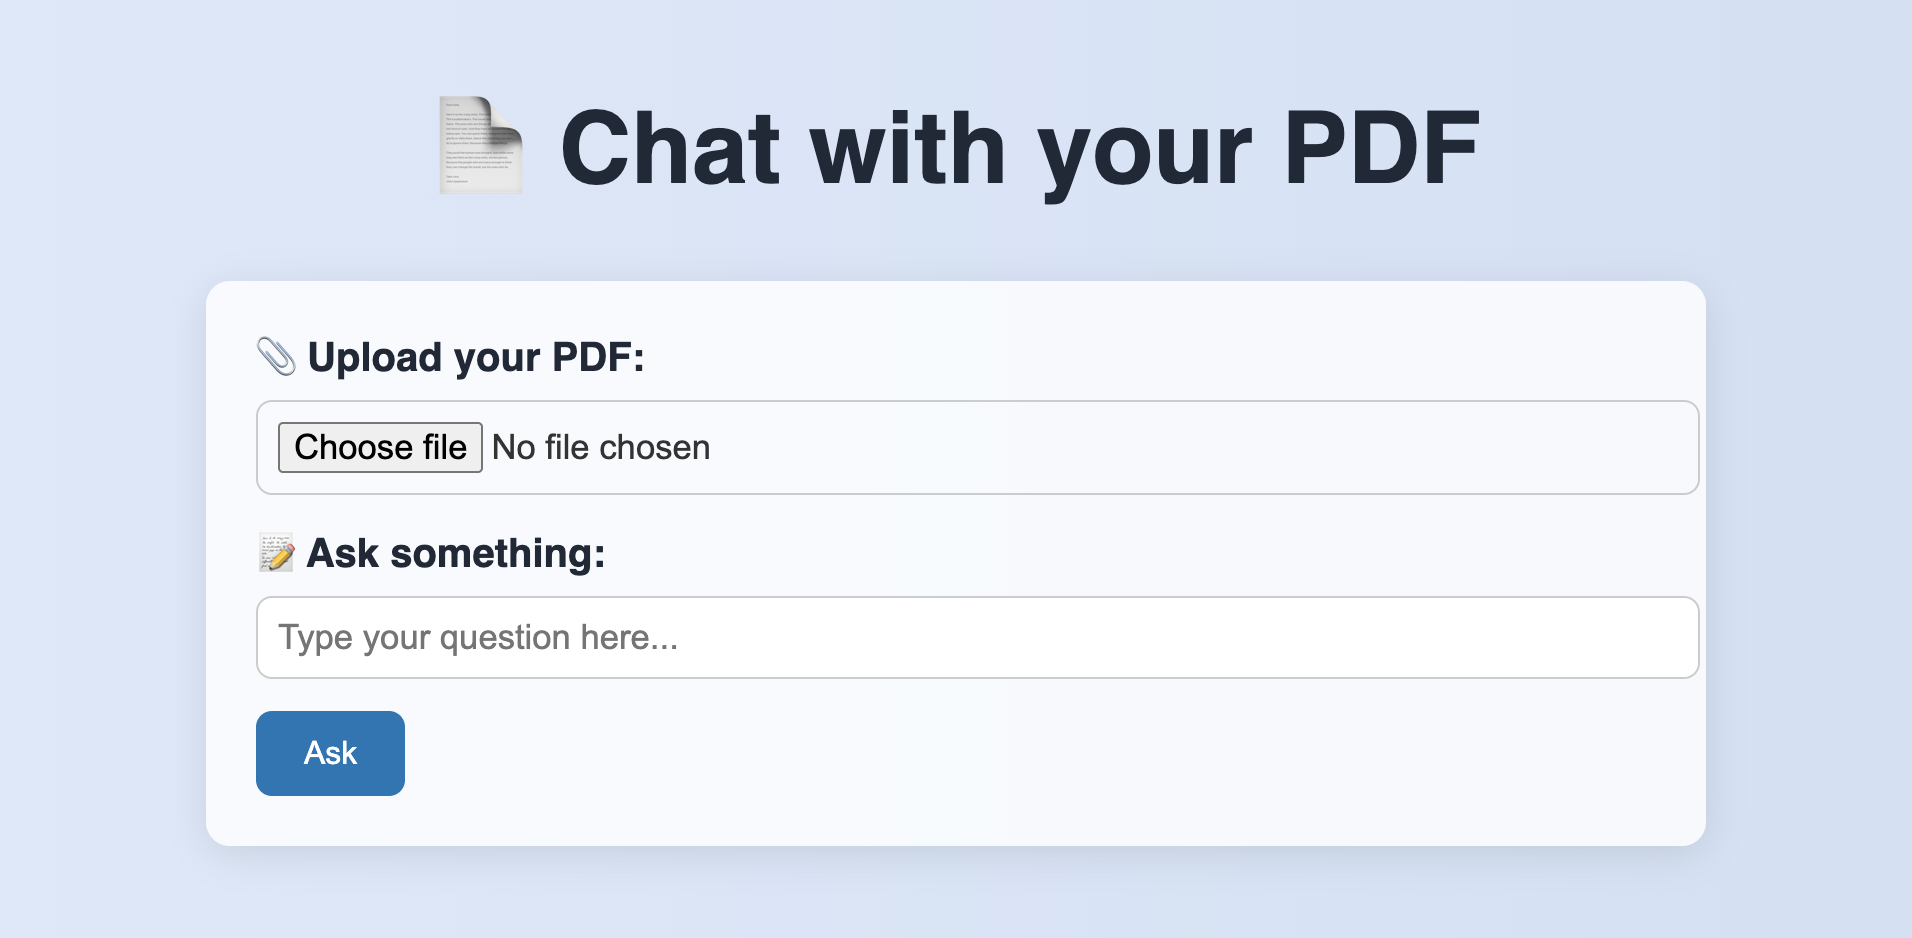 Chat with your PDF
Upload your PDF:
Choose file No file chosen
Ask something:
Type your question here...
Ask